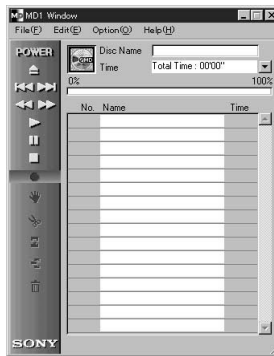 MD1 Window
File(F) Edit(E) Option(O) Help(H)
POWER
Disc Name
Time Total Time : 00'00"
0% 100%
No. Name Time
SONY